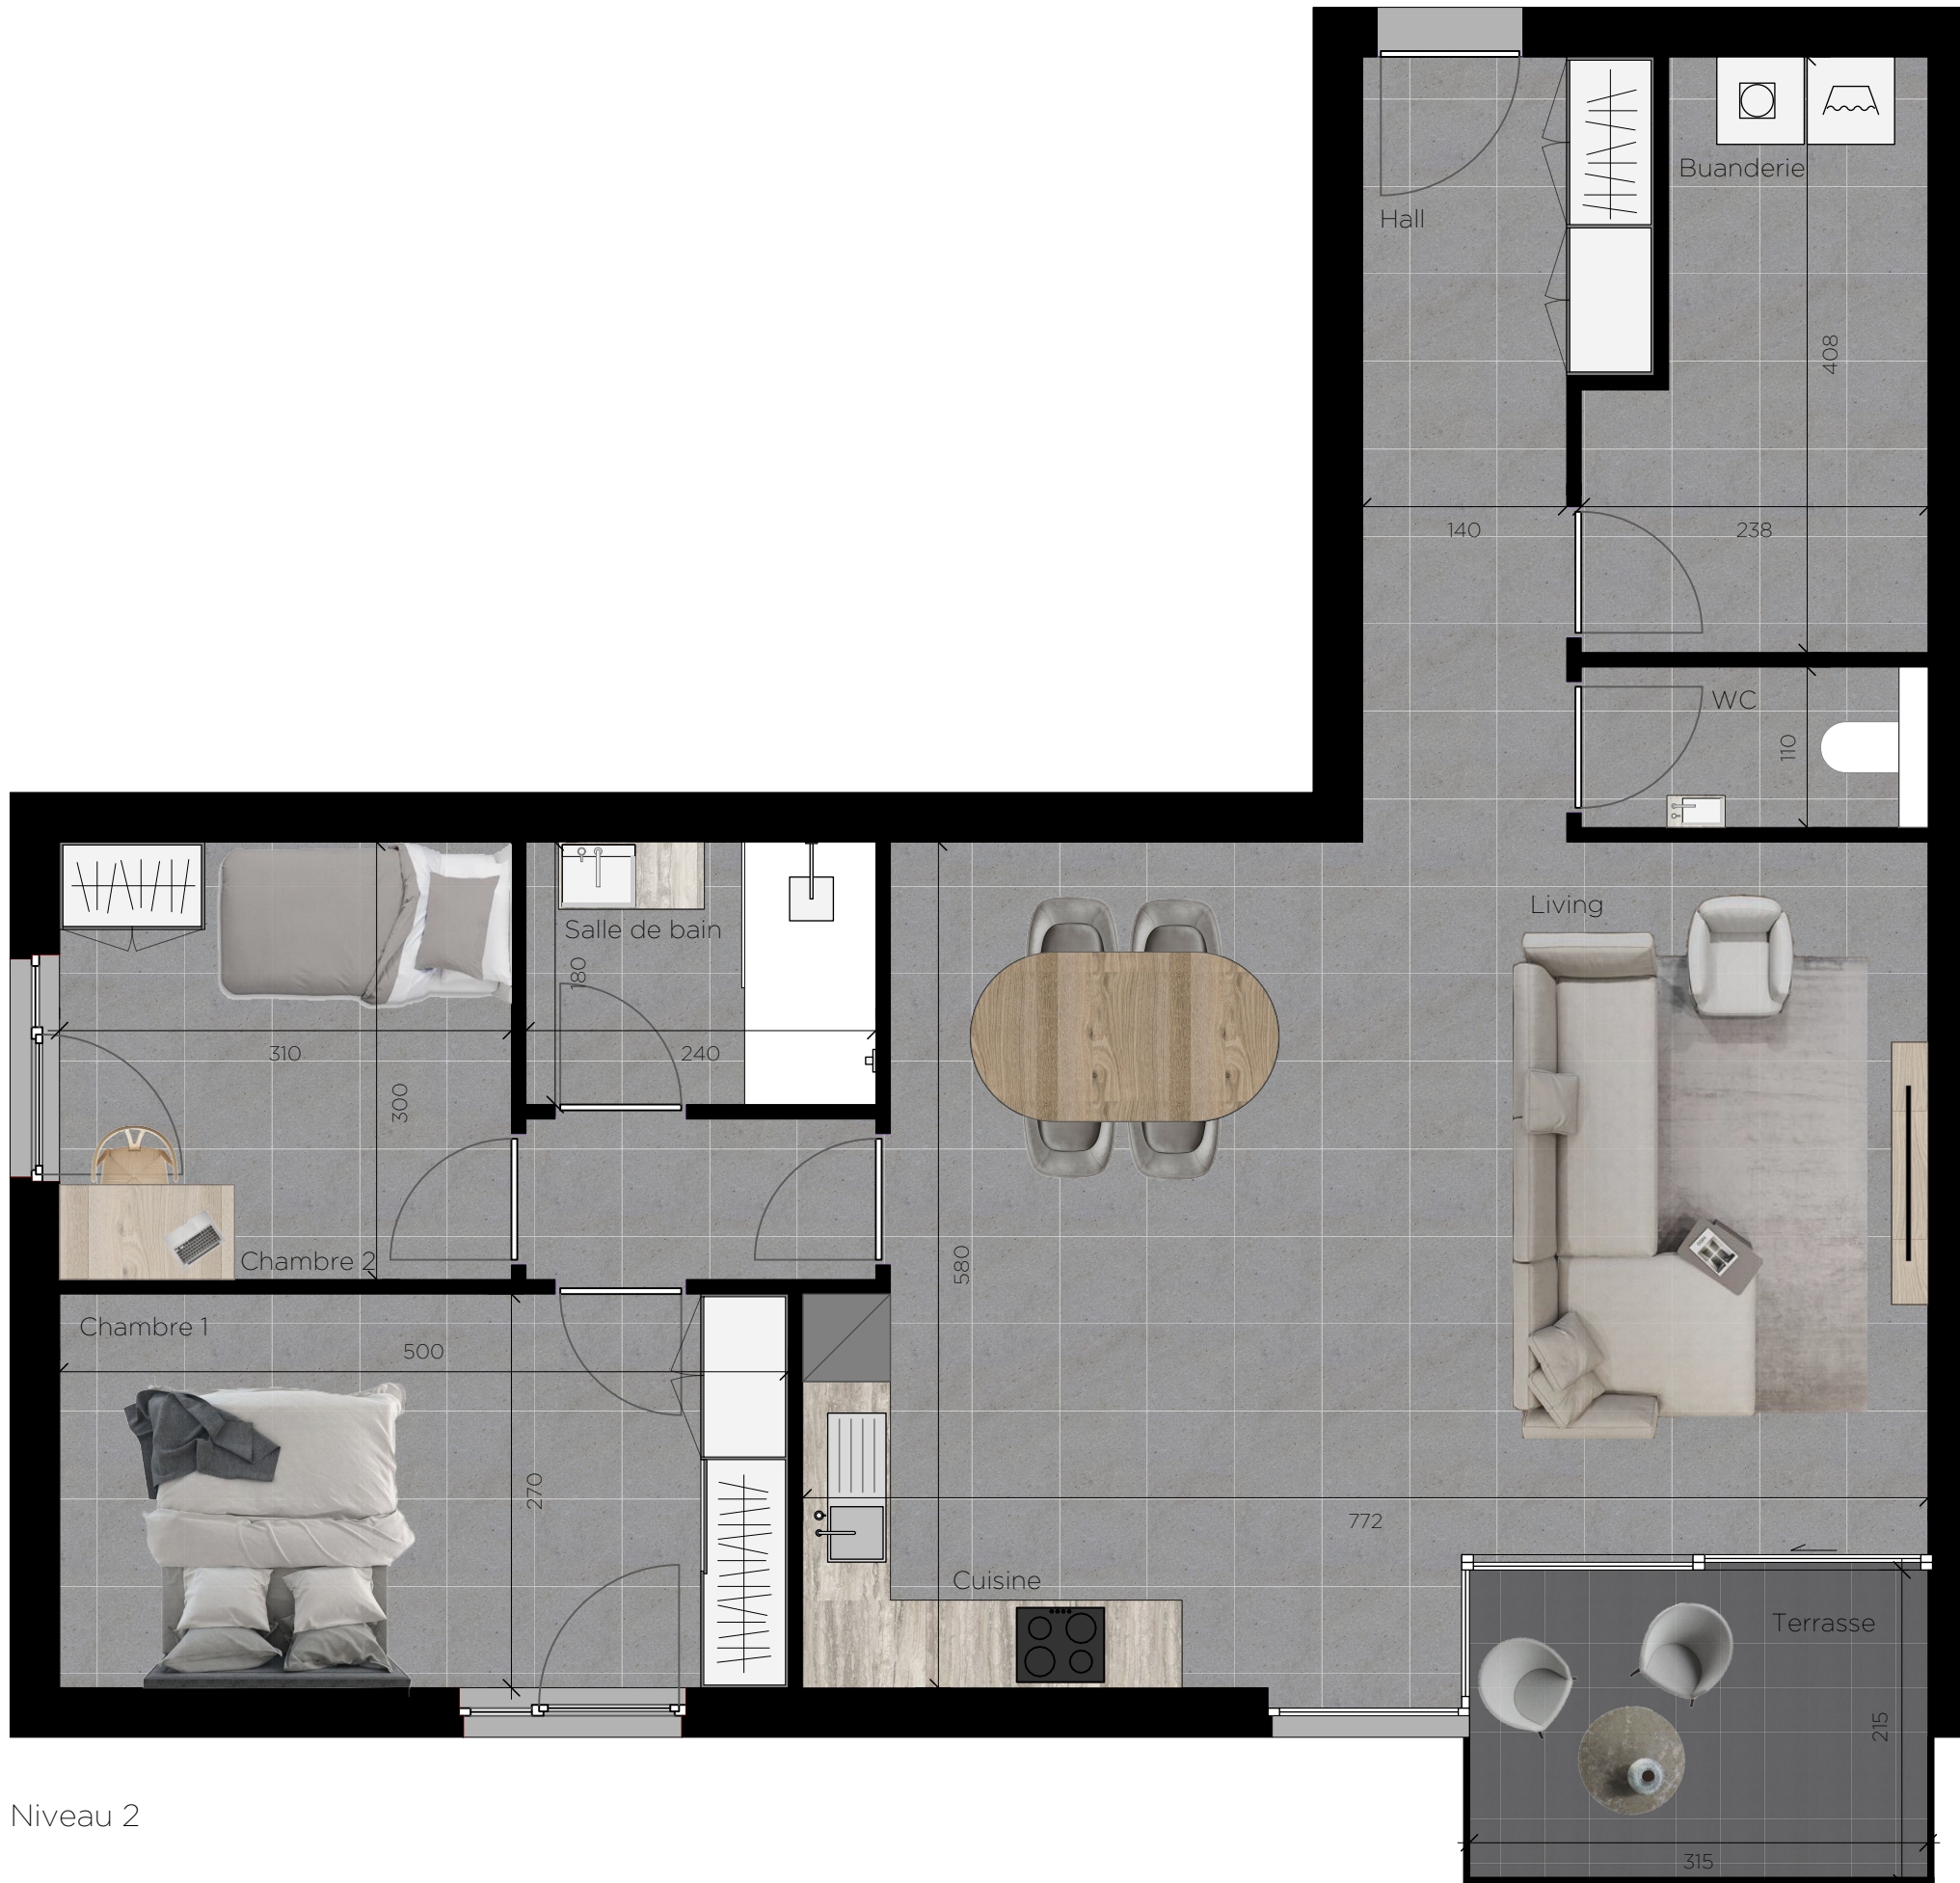 Buanderie
Hall
408
140
238
WC
110
Living
Salle de bain
180
310
240
300
Chambre 2
580
Chambre 1
500
270
772
Cuisine
Terrasse
215
315
Niveau 2